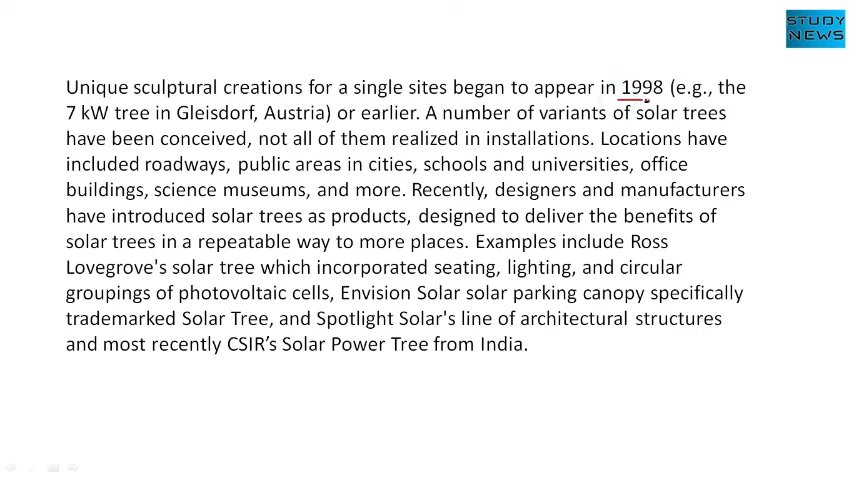 STUDY
NEWS
Unique sculptural creations for a single sites began to appear in 1998 (e.g., the
7 kW tree in Gleisdorf, Austria) or earlier. A number of variants of solar trees
have been conceived, not all of them realized in installations. Locations have
included roadways, public areas in cities, schools and universities, office
buildings, science museums, and more. Recently, designers and manufacturers
have introduced solar trees as products, designed to deliver the benefits of
solar trees in a repeatable way to more places. Examples include Ross
Lovegrove's solar tree which incorporated seating, lighting, and circular
groupings of photovoltaic cells, Envision Solar solar parking canopy specifically
trademarked Solar Tree, and Spotlight Solar's line of architectural structures
and most recently CSIR’s Solar Power Tree from India.